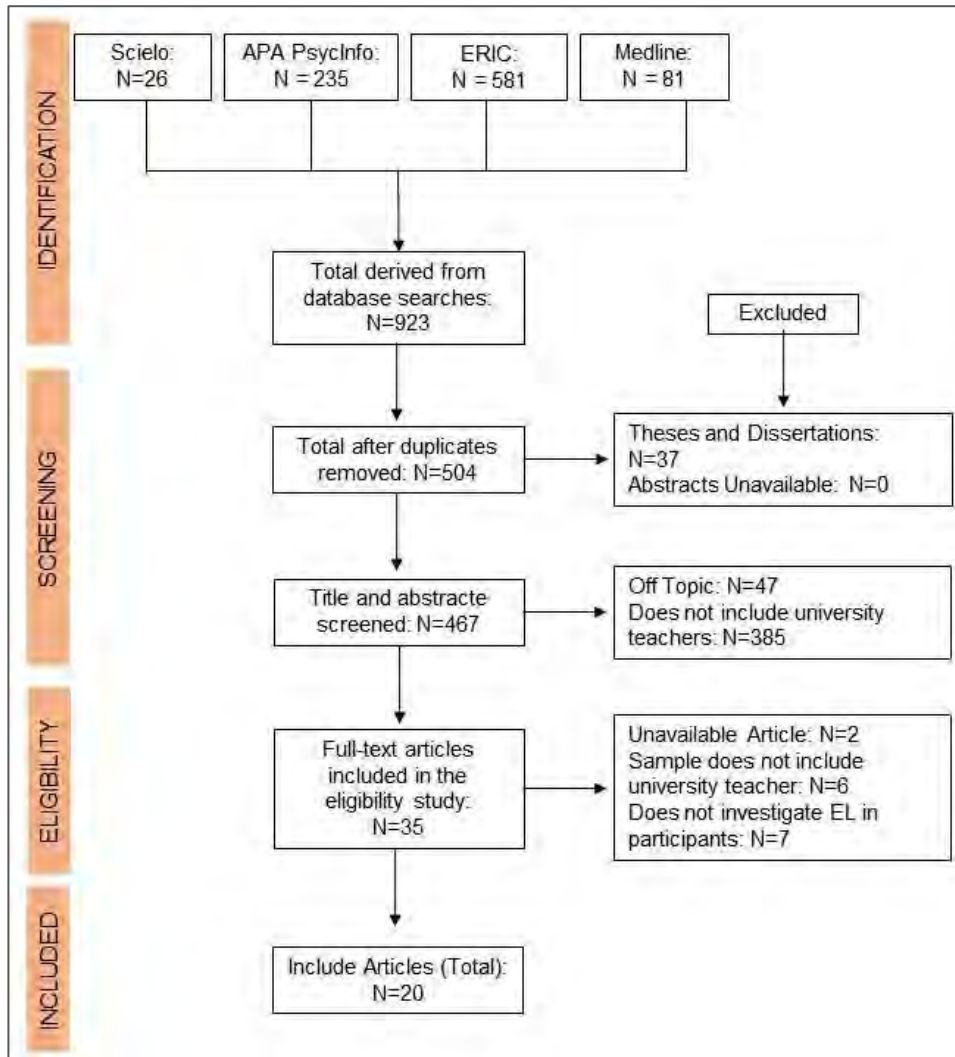 IDENTIFICATION
Scielo:
N=26
APA PsycInfo
N = 235
ERIC:
N = 581
Medline:
N = 81
Total derived from
database searches:
N=923
Excluded
SCREENING
Total after duplicates
removed: N=504
Theses and Dissertations:
N=37
Abstracts Unavailable: N=0
Title and abstracte
screened: N=467
Off Topic: N=47
Does not include university
teachers: N=385
ELIGIBILITY
Full-text articles
included in the
eligibility study:
N=35
Unavailable Article: N=2
Sample does not include
university teacher: N=6
Does not investigate EL in
participants: N=7
INCLUDED
Include Articles (Total):
N=20